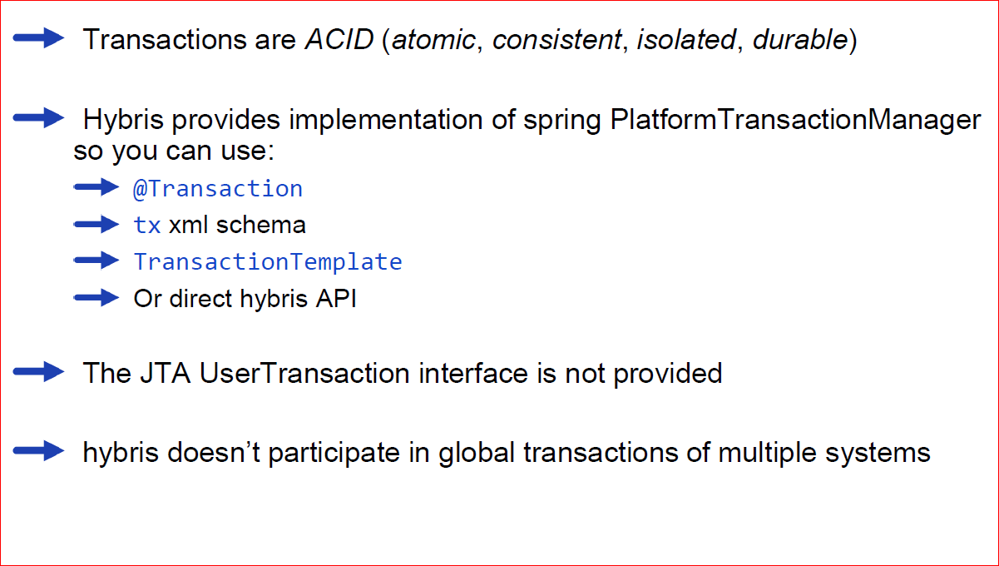 Transactions are ACID (atomic, consistent, isolated, durable)
Hybris provides implementation of spring PlatformTransactionManager
so you can use:
@Transaction
tx xml schema
TransactionTemplate
Or direct hybris API
The JTA UserTransaction interface is not provided
hybris doesn’t participate in global transactions of multiple systems